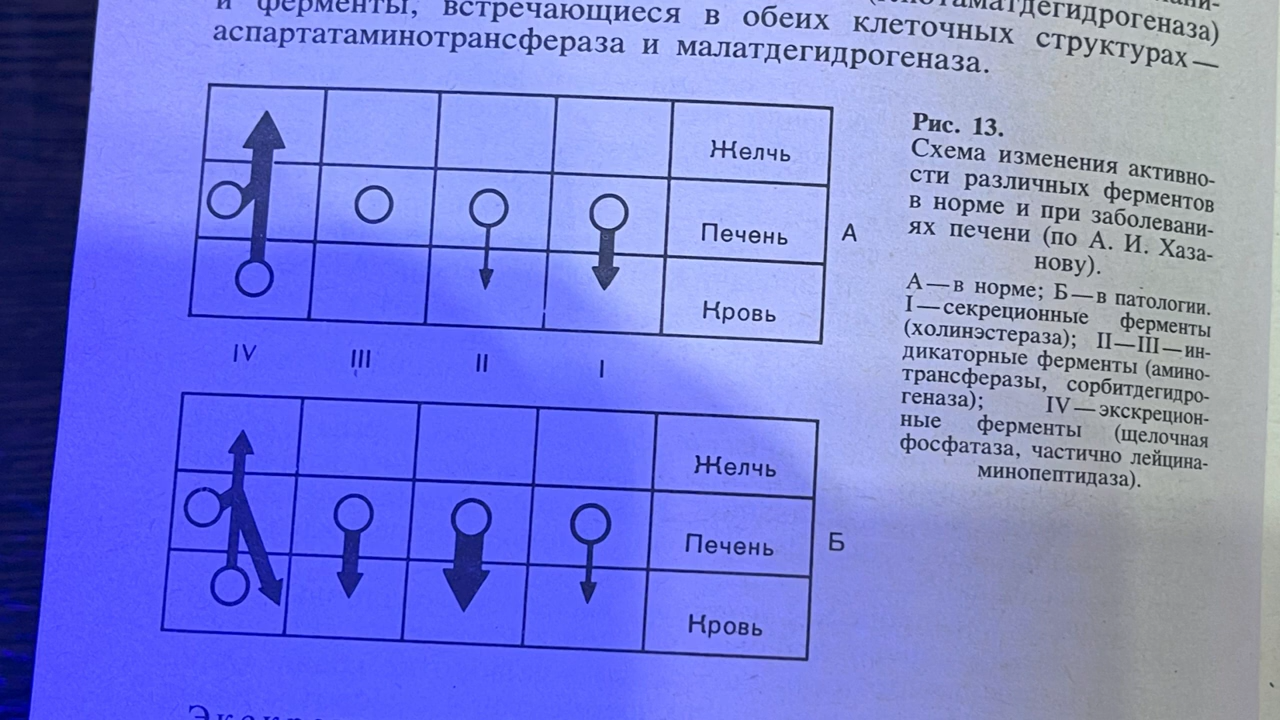 и ферменты, встречающиеся в обеих клеточных структурах —
аспартатаминотрансфераза и малатдегидрогеназа.
Желчь
Печень
Кровь
А
IV III II I
Желчь
Печень
Кровь
Б
Рис. 13.
Схема изменения активно-
сти различных ферментов
в норме и при заболевани-
ях печени (по А. И. Хаза-
нову).
А — в норме; Б — в патологии.
I — секреционные ферменты
(холинэстераза); II—III — ин-
дикаторные ферменты (амино-
трансферазы, сорбитдегидро-
геназа); IV — экскрецион-
ные ферменты (щелочная
фосфатаза, частично лейцина-
минопептидаза).